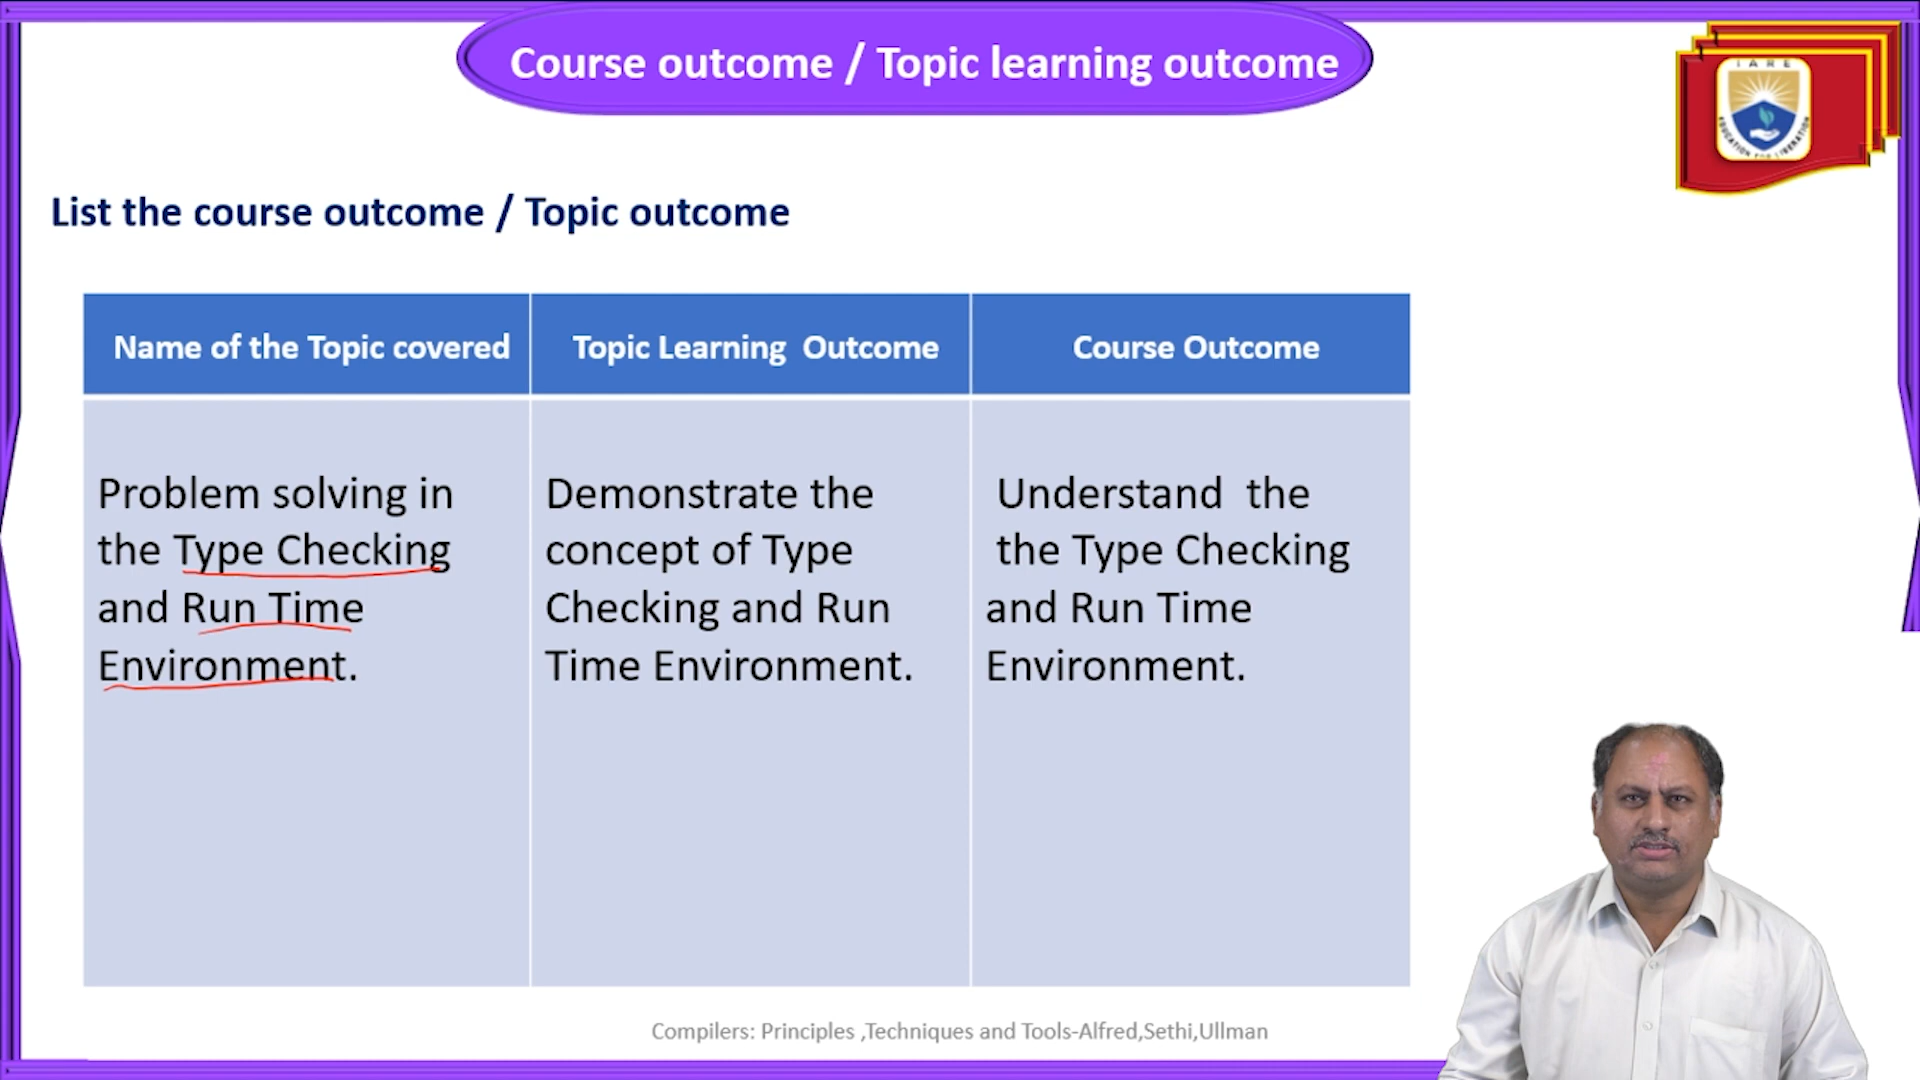 Course outcome / Topic learning outcome
I A R E
EDUCATION FOR LIBERATION
List the course outcome / Topic outcome
Name of the Topic covered
Topic Learning Outcome
Course Outcome
Problem solving in
the Type Checking
and Run Time
Environment.
Demonstrate the
concept of Type
Checking and Run
Time Environment.
Understand the
the Type Checking
and Run Time
Environment.
Compilers: Principles ,Techniques and Tools-Alfred,Sethi,Ullman